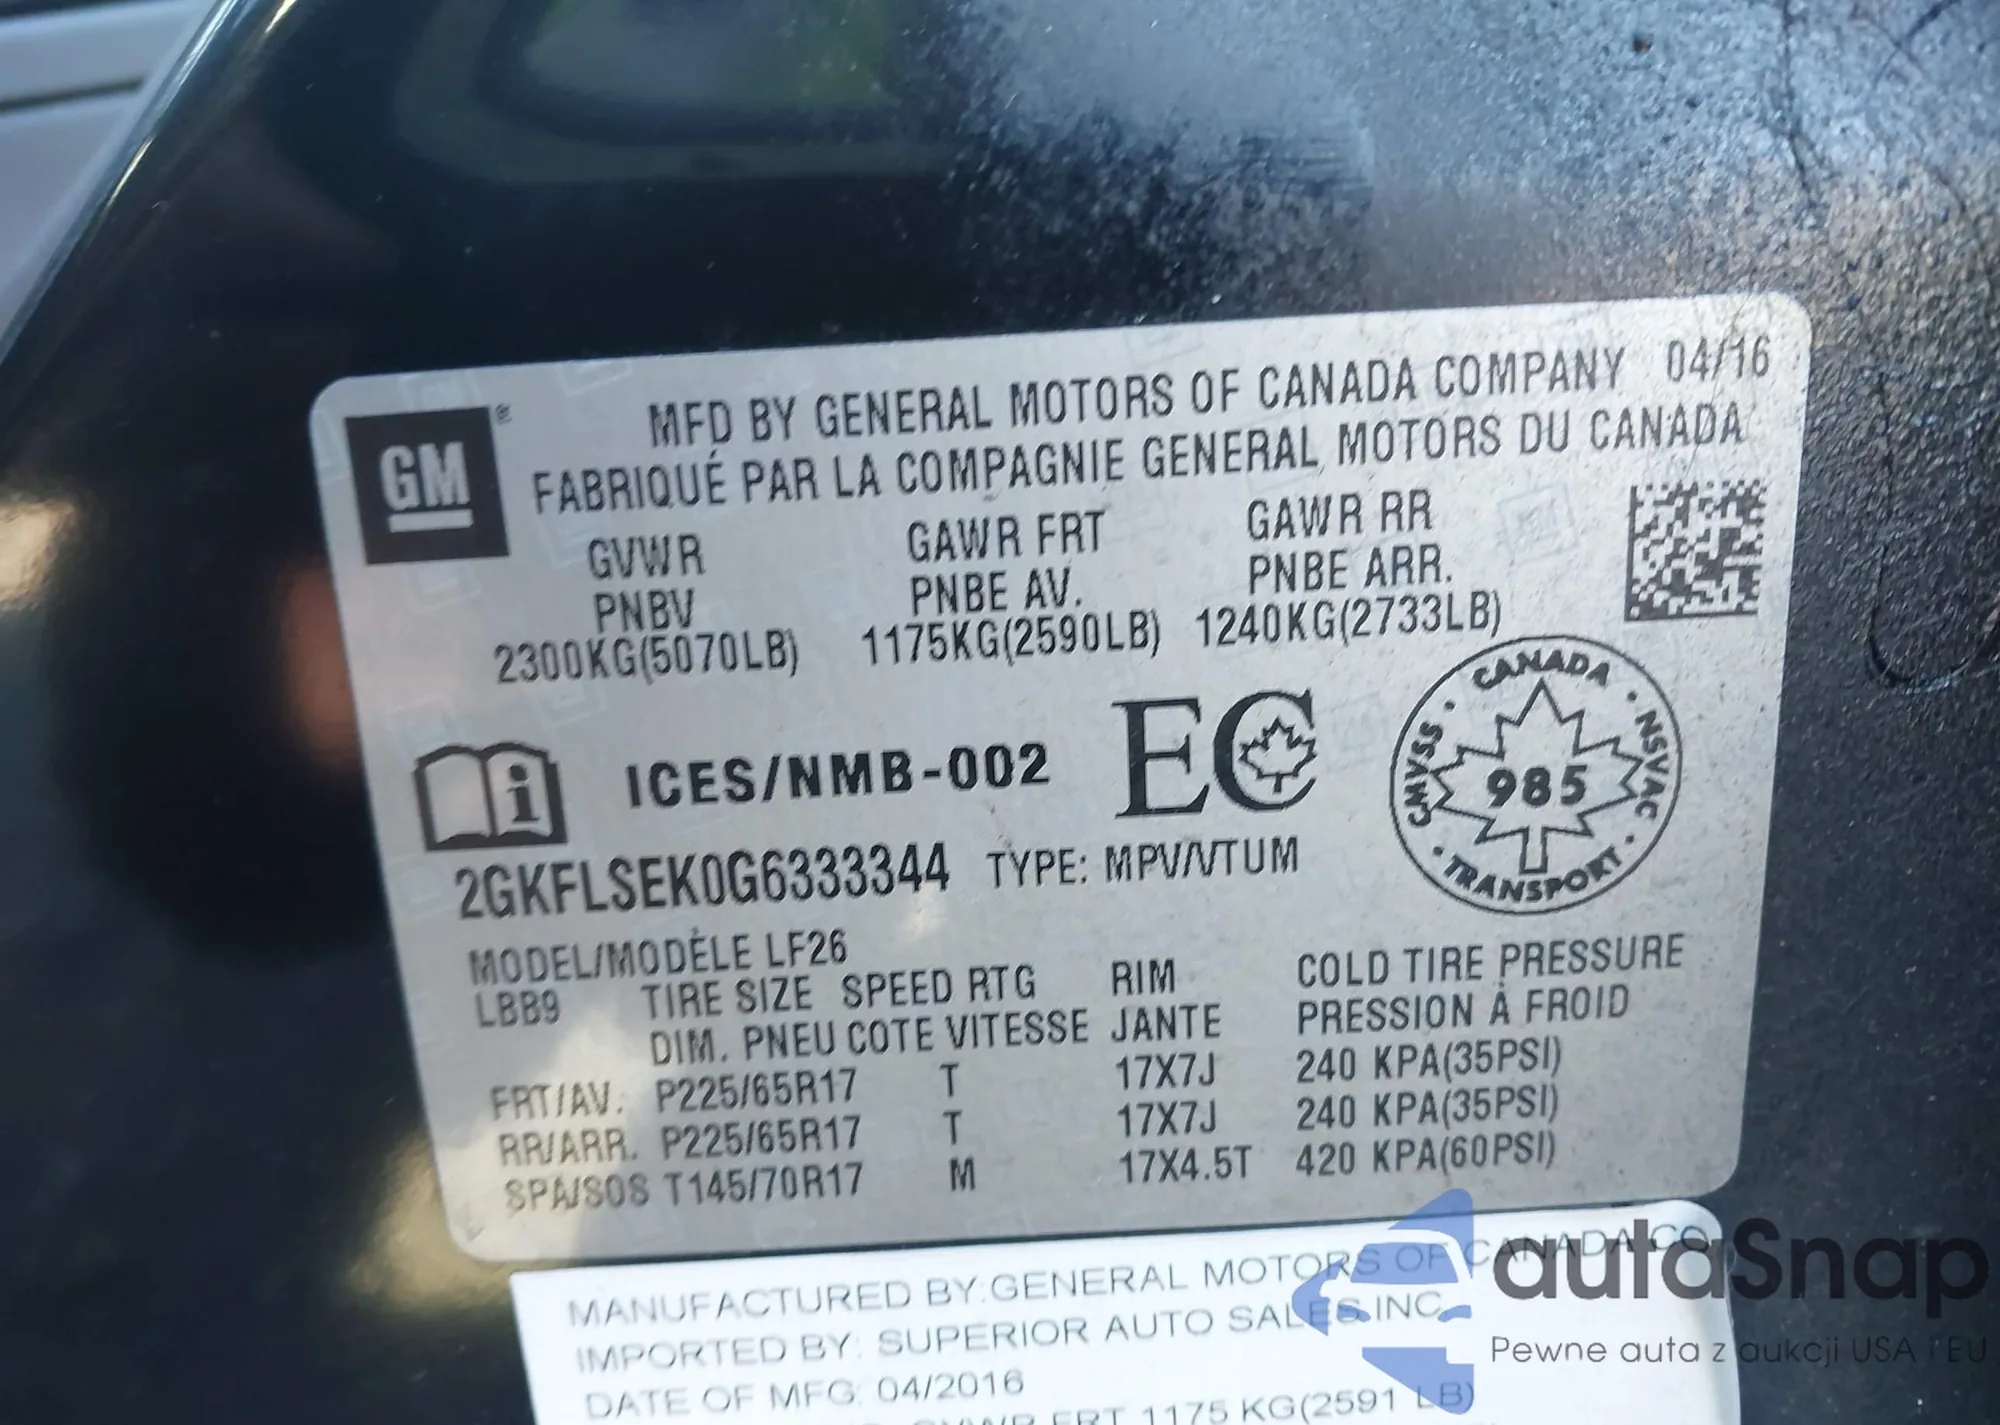 MFD BY GENERAL MOTORS OF CANADA COMPANY 04/16
GM ®
FABRIQUÉ PAR LA COMPAGNIE GENERAL MOTORS DU CANADA
GVWR GAWR FRT GAWR RR
PNBV PNBE AV. PNBE ARR.
2300KG(5070LB) 1175KG(2590LB) 1240KG(2733LB)
ICES/NMB-002 EC
CANADA · NSVAC · TRANSPORT · CMVSS ·
985
2GKFLSEK0G6333344 TYPE: MPV/VTUM
MODEL/MODÈLE LF26
LBB9 TIRE SIZE SPEED RTG RIM COLD TIRE PRESSURE
DIM. PNEU COTE VITESSE JANTE PRESSION À FROID
FRT/AV. P225/65R17 T 17X7J 240 KPA(35PSI)
RR/ARR. P225/65R17 T 17X7J 240 KPA(35PSI)
SPA/SOS T145/70R17 M 17X4.5T 420 KPA(60PSI)
MANUFACTURED BY:GENERAL MOTORS OF CANADA CO
IMPORTED BY: SUPERIOR AUTO SALES,INC.
DATE OF MFG: 04/2016
FRT 1175 KG(2591 LB)
autaSnap
Pewne auta z aukcji USA i EU